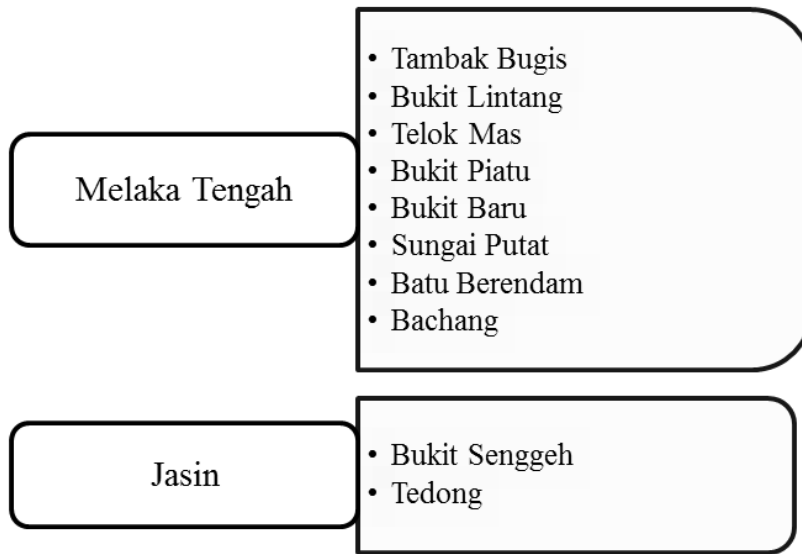 Melaka Tengah
• Tambak Bugis
• Bukit Lintang
• Telok Mas
• Bukit Piatu
• Bukit Baru
• Sungai Putat
• Batu Berendam
• Bachang
Jasin
• Bukit Senggeh
• Tedong